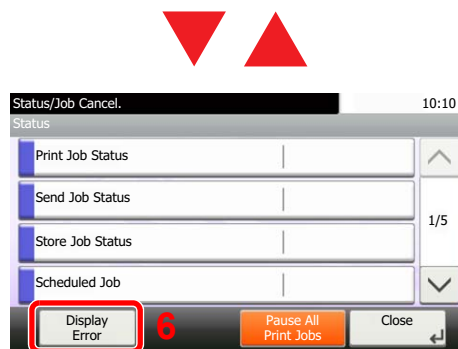 Status/Job Cancel.
10:10
Status
Print Job Status
Send Job Status
1/5
Store Job Status
Scheduled Job
Display
Error
6
Pause All
Print Jobs
Close